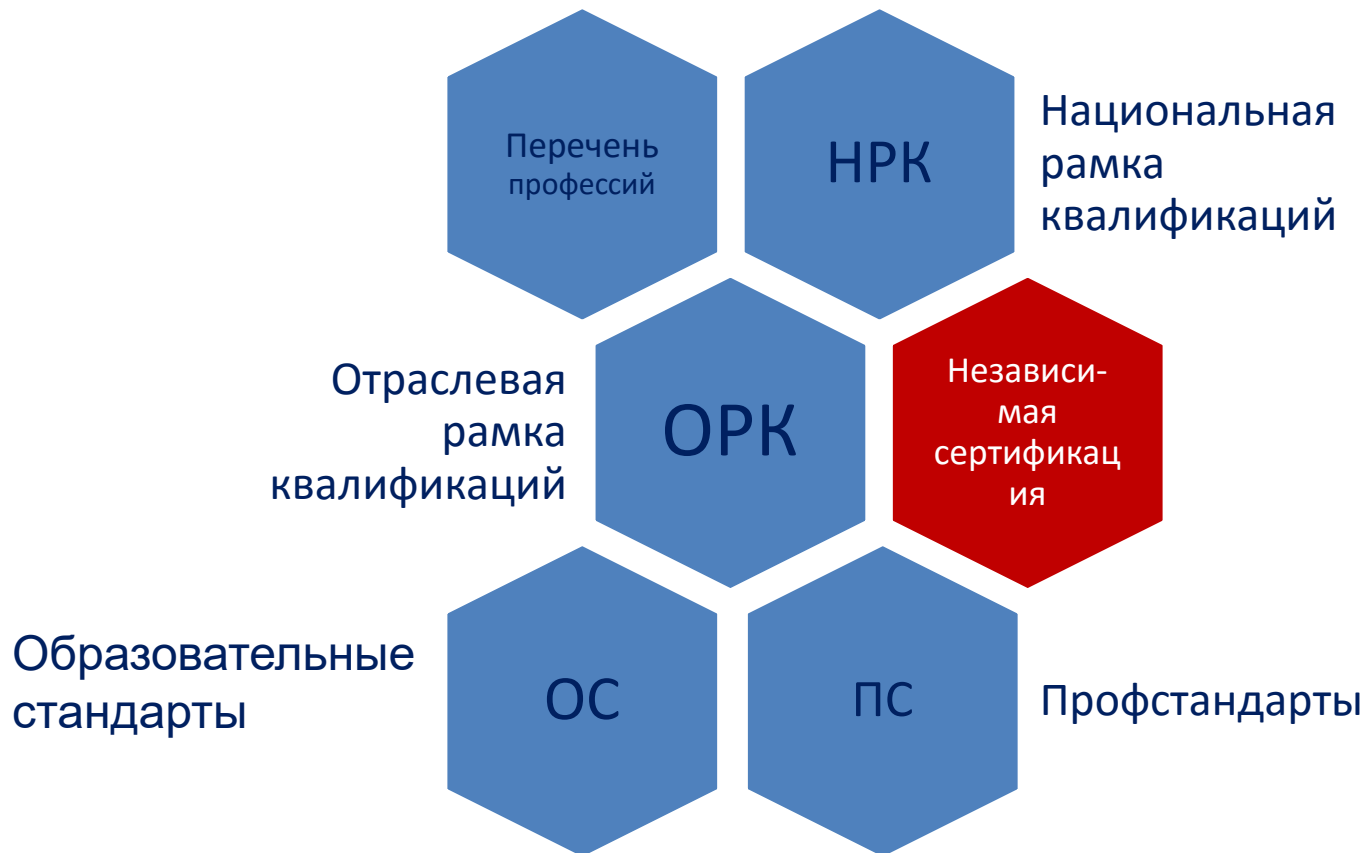 Перечень
профессий
НРК
Национальная
рамка
квалификаций
Отраслевая
рамка
квалификаций
ОРК
Независи-
мая
сертификац
ия
Образовательные
стандарты
ОС
ПС
Профстандарты